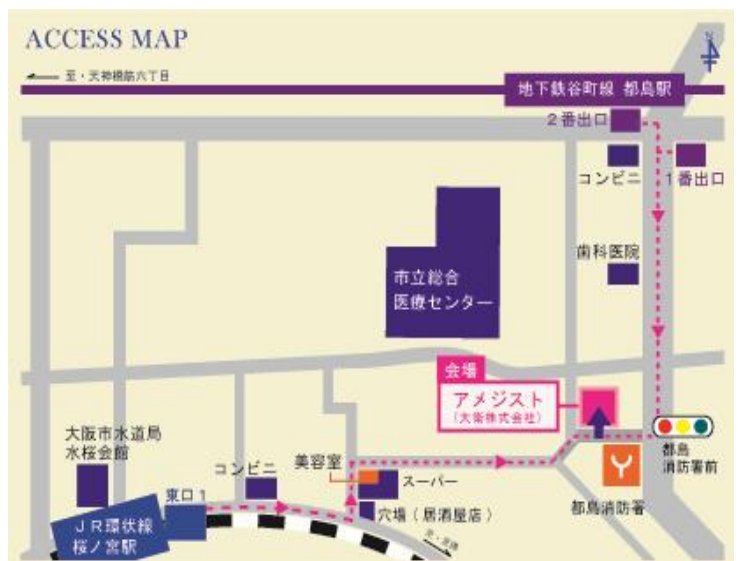 ACCESS MAP
N
至・天神橋筋六丁目
地下鉄谷町線 都島駅
2番出口
コンビニ
1番出口
歯科医院
市立総合
医療センター
会場
アメジスト
(大衛株式会社)
大阪市水道局
水桜会館
コンビニ
美容室
スーパー
都島
消防署前
東口1
穴場(居酒屋店)
都島消防署
JR環状線
桜ノ宮駅